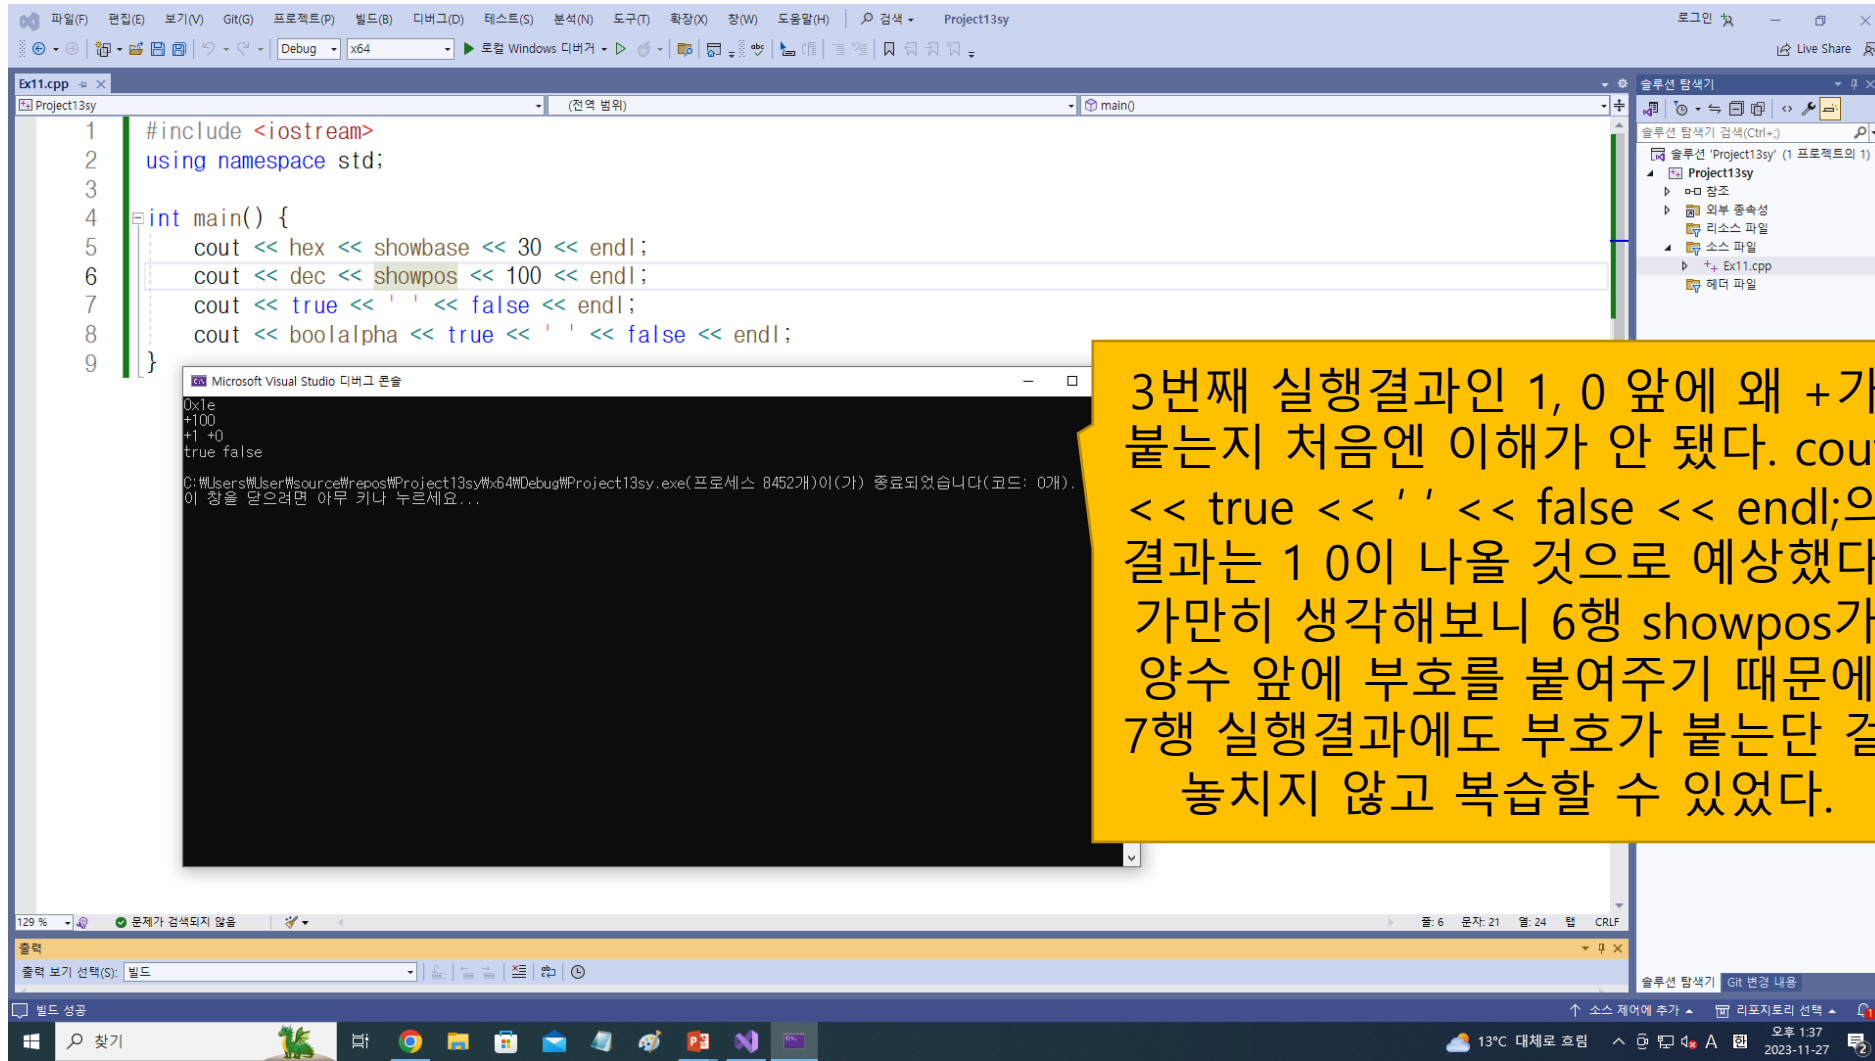 파일(F) 편집(E) 보기(V) Git(G) 프로젝트(P) 빌드(B) 디버그(D) 테스트(S) 분석(N) 도구(T) 확장(X) 창(W) 도움말(H) 검색 Project13sy 로그인
Debug x64 로컬 Windows 디버거 Live Share
Ex11.cpp
Project13sy (전역 범위) main()
1 #include <iostream>
2 using namespace std;
3
4 int main() {
5 cout << hex << showbase << 30 << endl;
6 cout << dec << showpos << 100 << endl;
7 cout << true << ' ' << false << endl;
8 cout << boolalpha << true << ' ' << false << endl;
9 }
솔루션 탐색기
솔루션 탐색기 검색(Ctrl+;)
솔루션 'Project13sy' (1 프로젝트의 1)
Project13sy
참조
외부 종속성
리소스 파일
소스 파일
Ex11.cpp
헤더 파일
Microsoft Visual Studio 디버그 콘솔
0x1e
+100
+1 +0
true false
C:₩Users₩User₩source₩repos₩Project13sy₩x64₩Debug₩Project13sy.exe(프로세스 8452개)이(가) 종료되었습니다(코드: 0개).
이 창을 닫으려면 아무 키나 누르세요...
3번째 실행결과인 1, 0 앞에 왜 +가
붙는지 처음엔 이해가 안 됐다. cout
<< true << ‘ ’ << false << endl;의
결과는 1 0이 나올 것으로 예상했다
가만히 생각해보니 6행 showpos가
양수 앞에 부호를 붙여주기 때문에
7행 실행결과에도 부호가 붙는단 걸
놓치지 않고 복습할 수 있었다.
129 % 문제가 검색되지 않음 줄: 6 문자: 21 열: 24 탭 CRLF
출력
출력 보기 선택(S): 빌드
솔루션 탐색기 Git 변경 내용
빌드 성공 소스 제어에 추가 리포지토리 선택 1
찾기 13°C 대체로 흐림 A 한 오후 1:37
2023-11-27 2